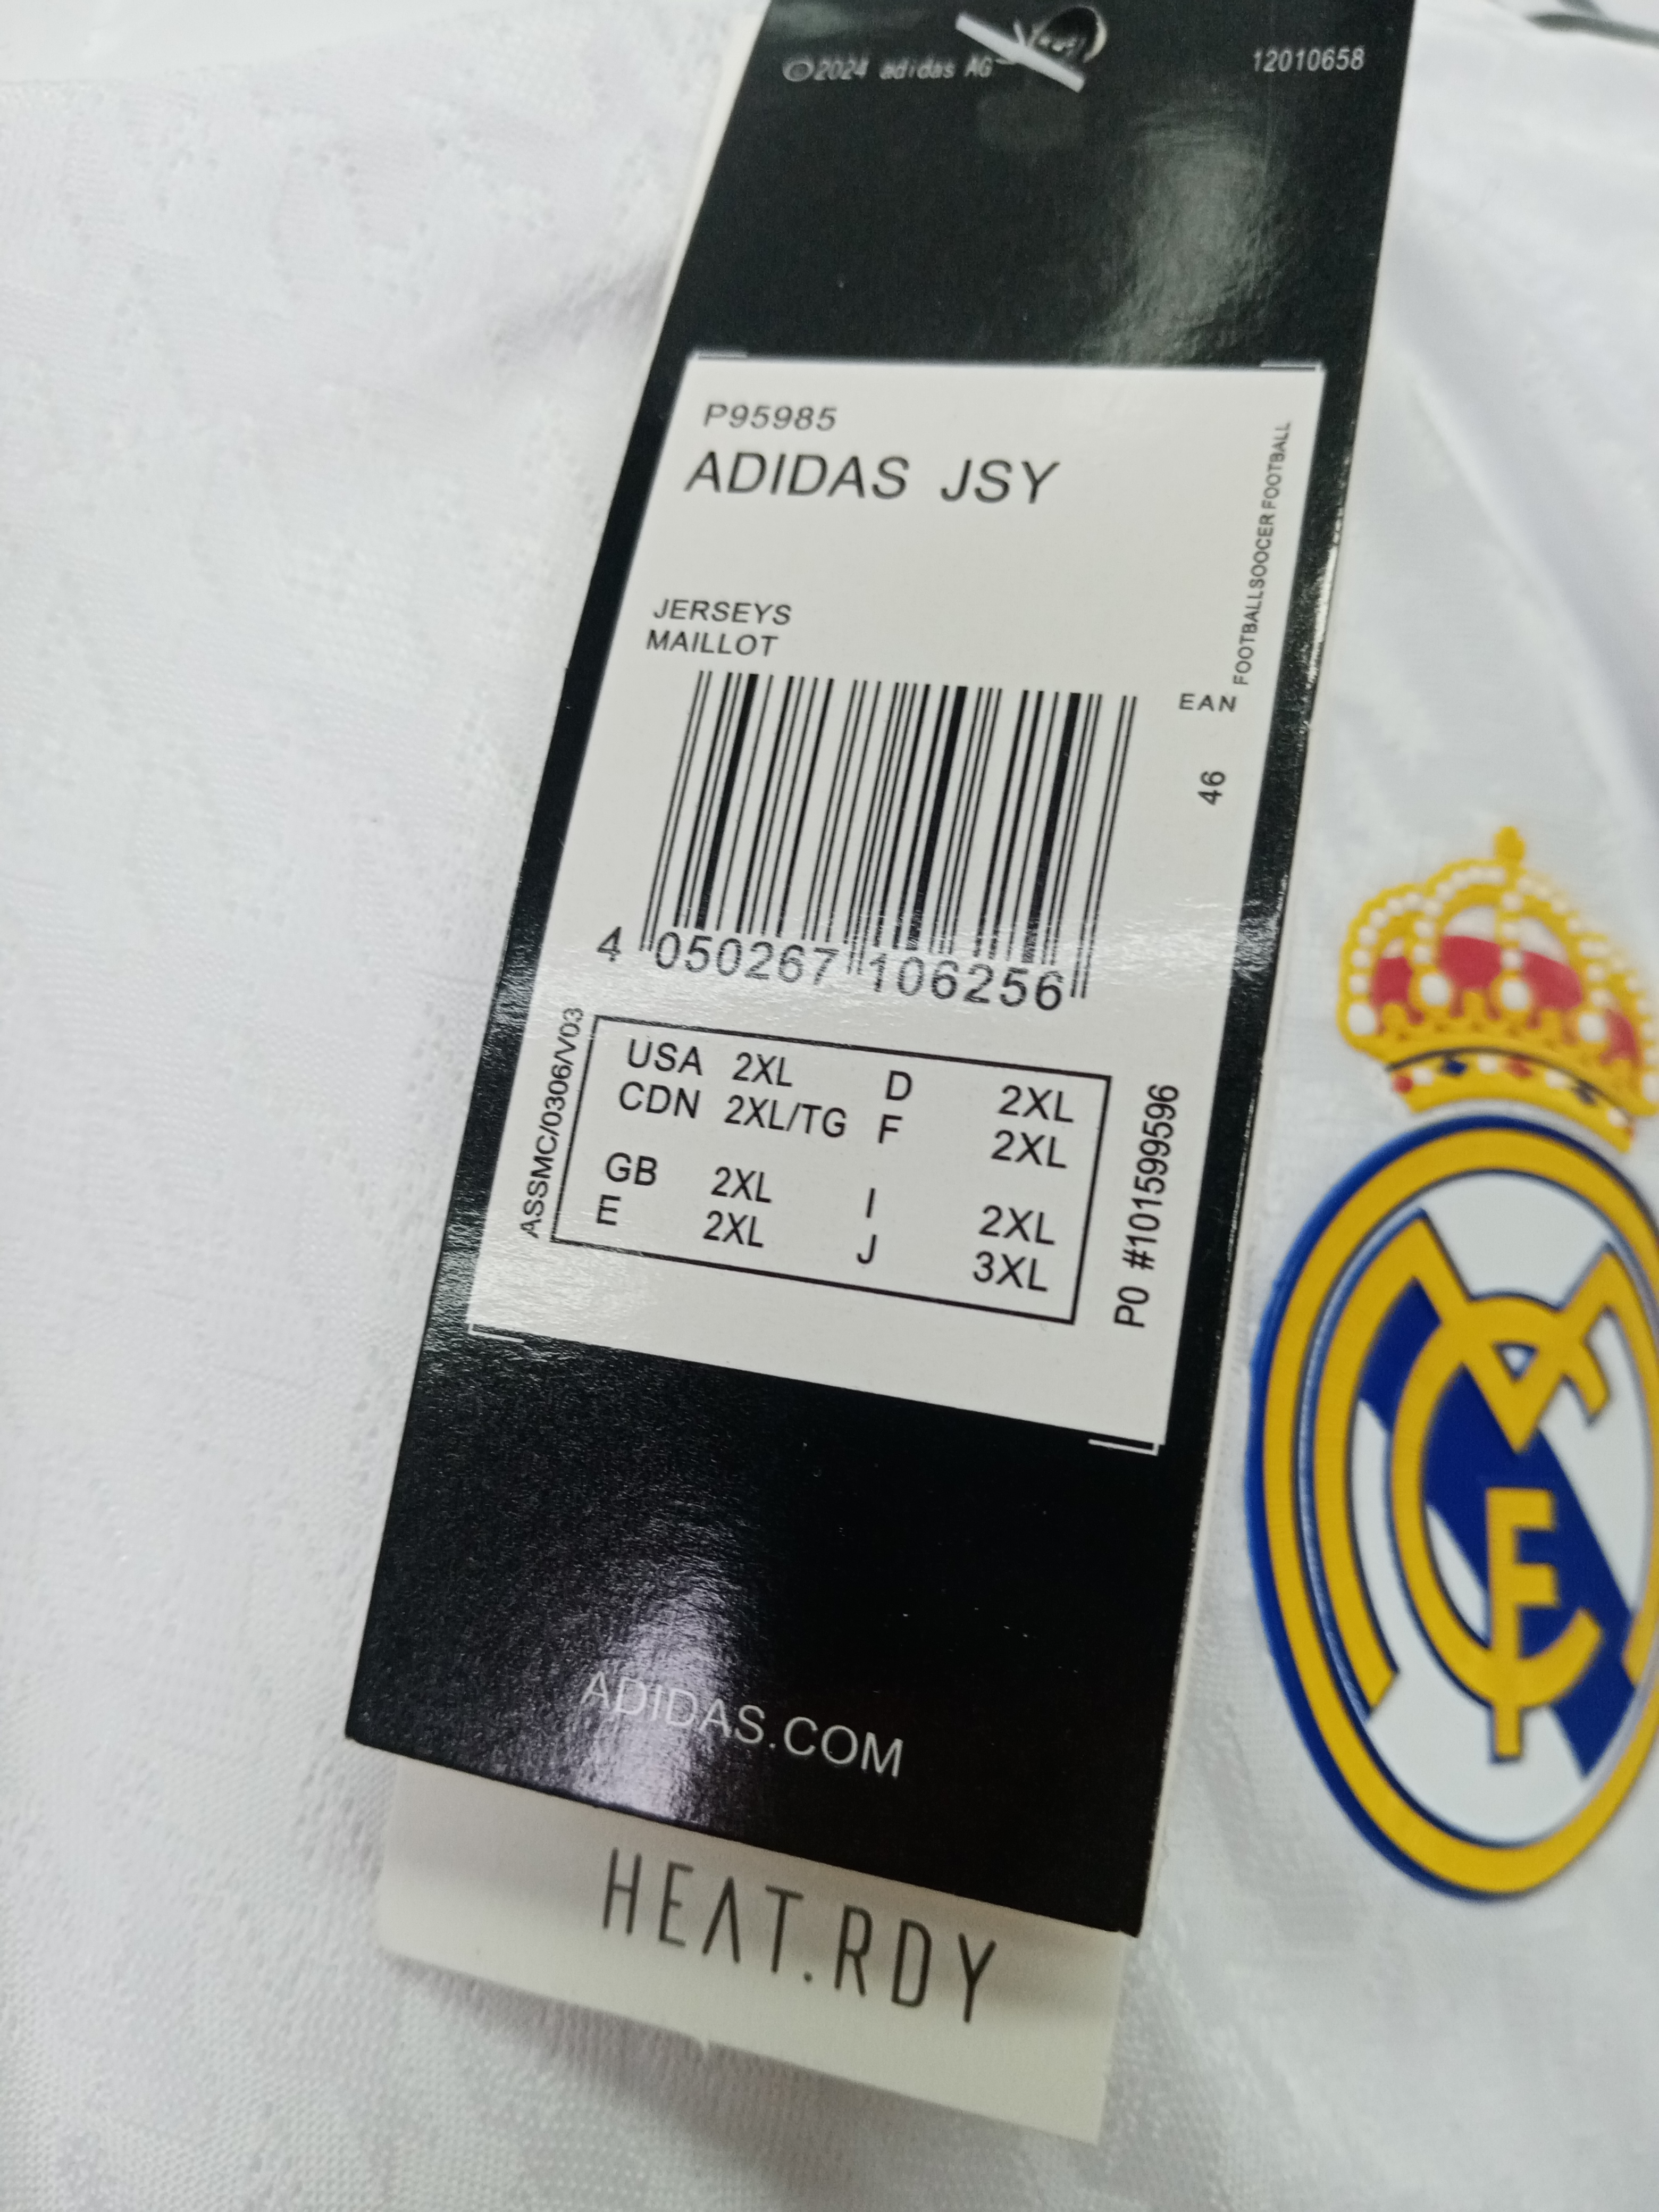 ©2024 adidas AG
12010658
P95985
ADIDAS JSY
FOOTBALLSOCCER FOOTBALL
JERSEYS
MAILLOT
EAN
46
4 050267 106256
ASSMC/0306/V03
USA 2XL D 2XL
CDN 2XL/TG F 2XL
GB 2XL I 2XL
E 2XL J 3XL
PO #101599596
ADIDAS.COM
HEAT.RDY